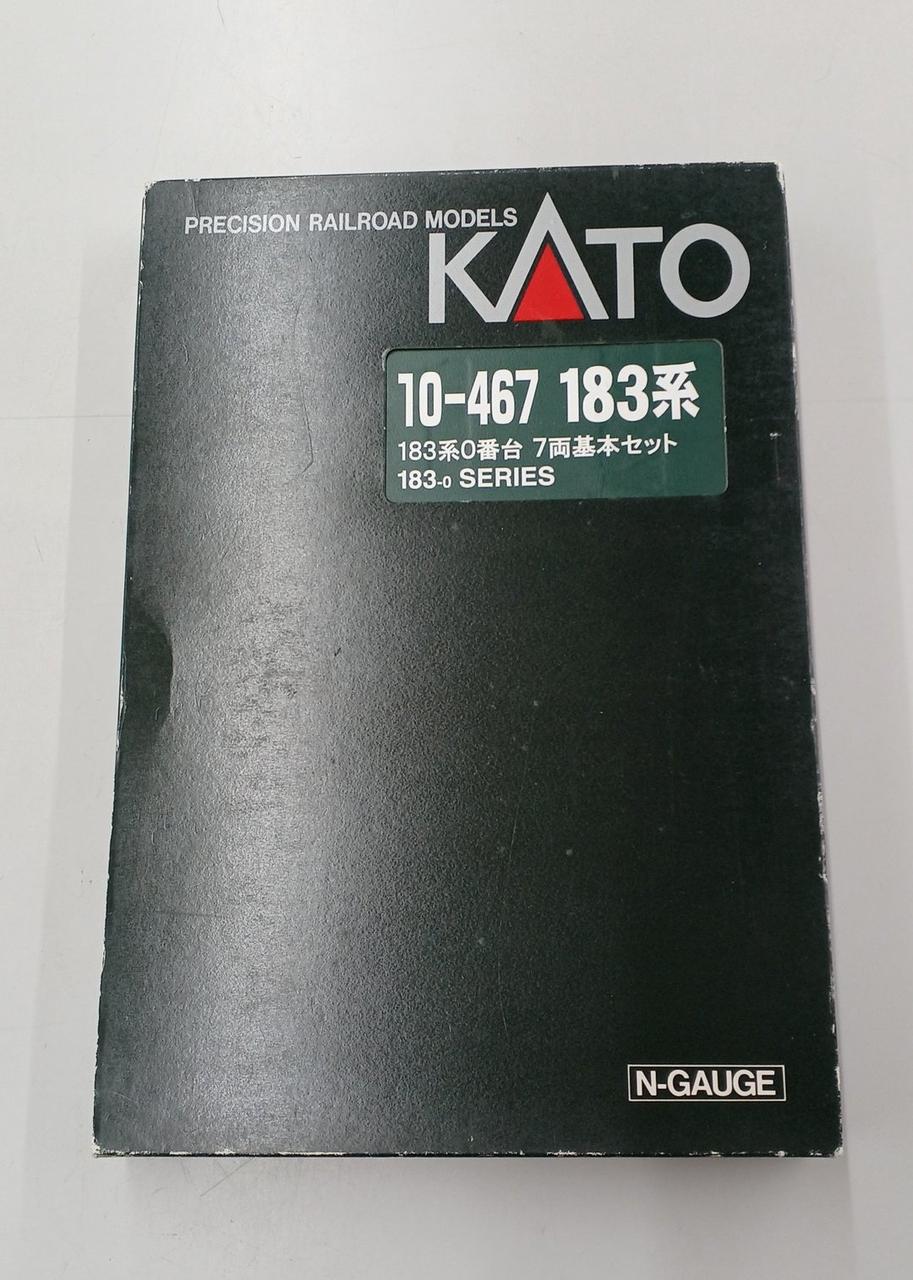 PRECISION RAILROAD MODELS
KATO
10-467 183系
183系0番台 7両基本セット
183-0 SERIES
N-GAUGE